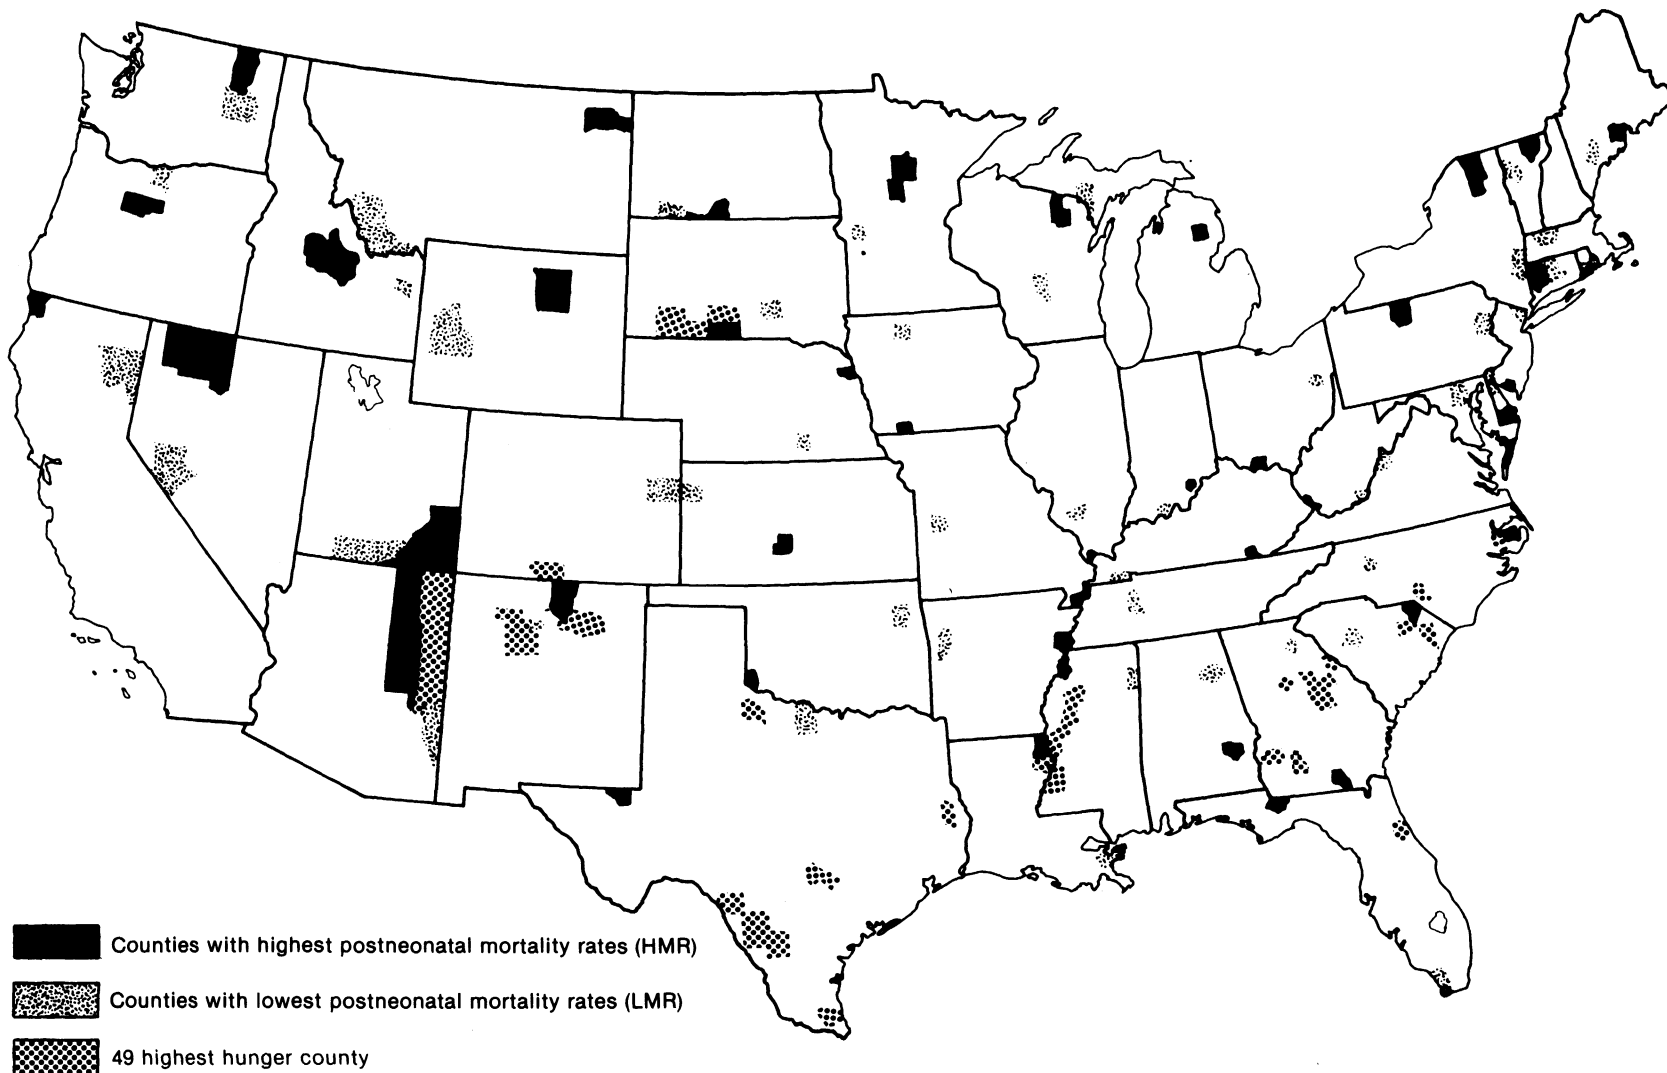 Counties with highest postneonatal mortality rates (HMR)
Counties with lowest postneonatal mortality rates (LMR)
49 highest hunger county